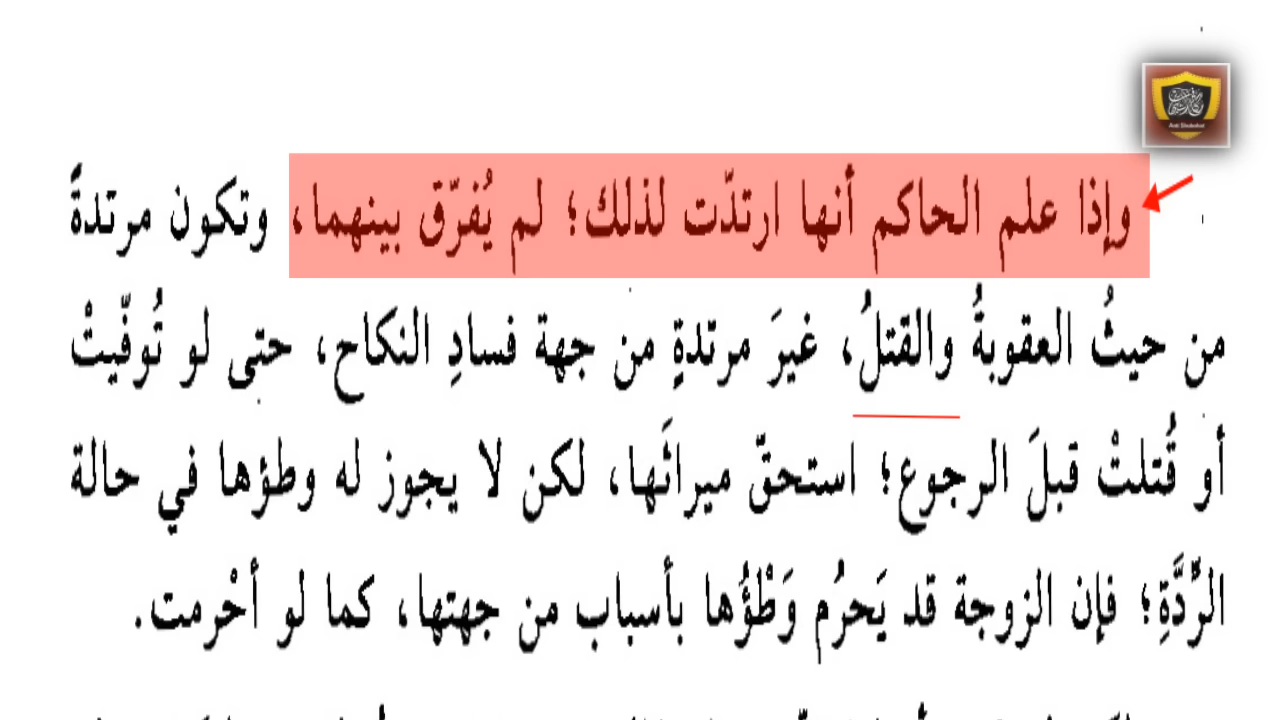 وإذا علم الحاكم أنها ارتدّت لذلك؛ لم يُفرّق بينهما، وتكون مرتدةً
من حيثُ العقوبةُ والقتلُ، غيرَ مرتدةٍ من جهة فسادِ النكاح، حتى لو تُوفّيتْ
أو قُتلتْ قبلَ الرجوع؛ استحقّ ميراثَها، لكن لا يجوز له وطؤها في حالة
الرِّدَّةِ؛ فإن الزوجة قد يَحرُم وَطْؤُها بأسباب من جهتها، كما لو أحْرمت.